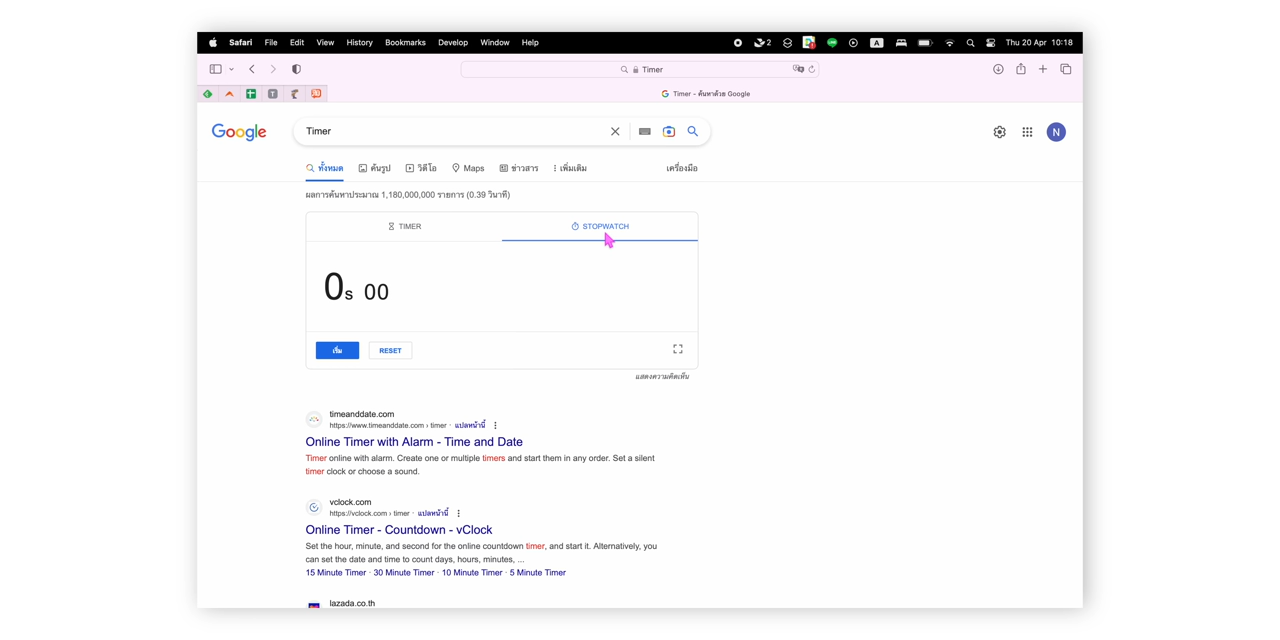 Safari File Edit View History Bookmarks Develop Window Help 2 A Thu 20 Apr 10:18
Timer
T
Timer - ค้นหาด้วย Google
Google
Timer
N
ทั้งหมด ค้นรูป วิดีโอ Maps ข่าวสาร เพิ่มเติม เครื่องมือ
ผลการค้นหาประมาณ 1,180,000,000 รายการ (0.39 วินาที)
TIMER STOPWATCH
0s 00
เริ่ม RESET
แสดงความคิดเห็น
timeanddate.com
https://www.timeanddate.com › timer · แปลหน้านี้
Online Timer with Alarm - Time and Date
Timer online with alarm. Create one or multiple timers and start them in any order. Set a silent
timer clock or choose a sound.
vclock.com
https://vclock.com › timer · แปลหน้านี้
Online Timer - Countdown - vClock
Set the hour, minute, and second for the online countdown timer, and start it. Alternatively, you
can set the date and time to count days, hours, minutes, ...
15 Minute Timer · 30 Minute Timer · 10 Minute Timer · 5 Minute Timer
lazada.co.th